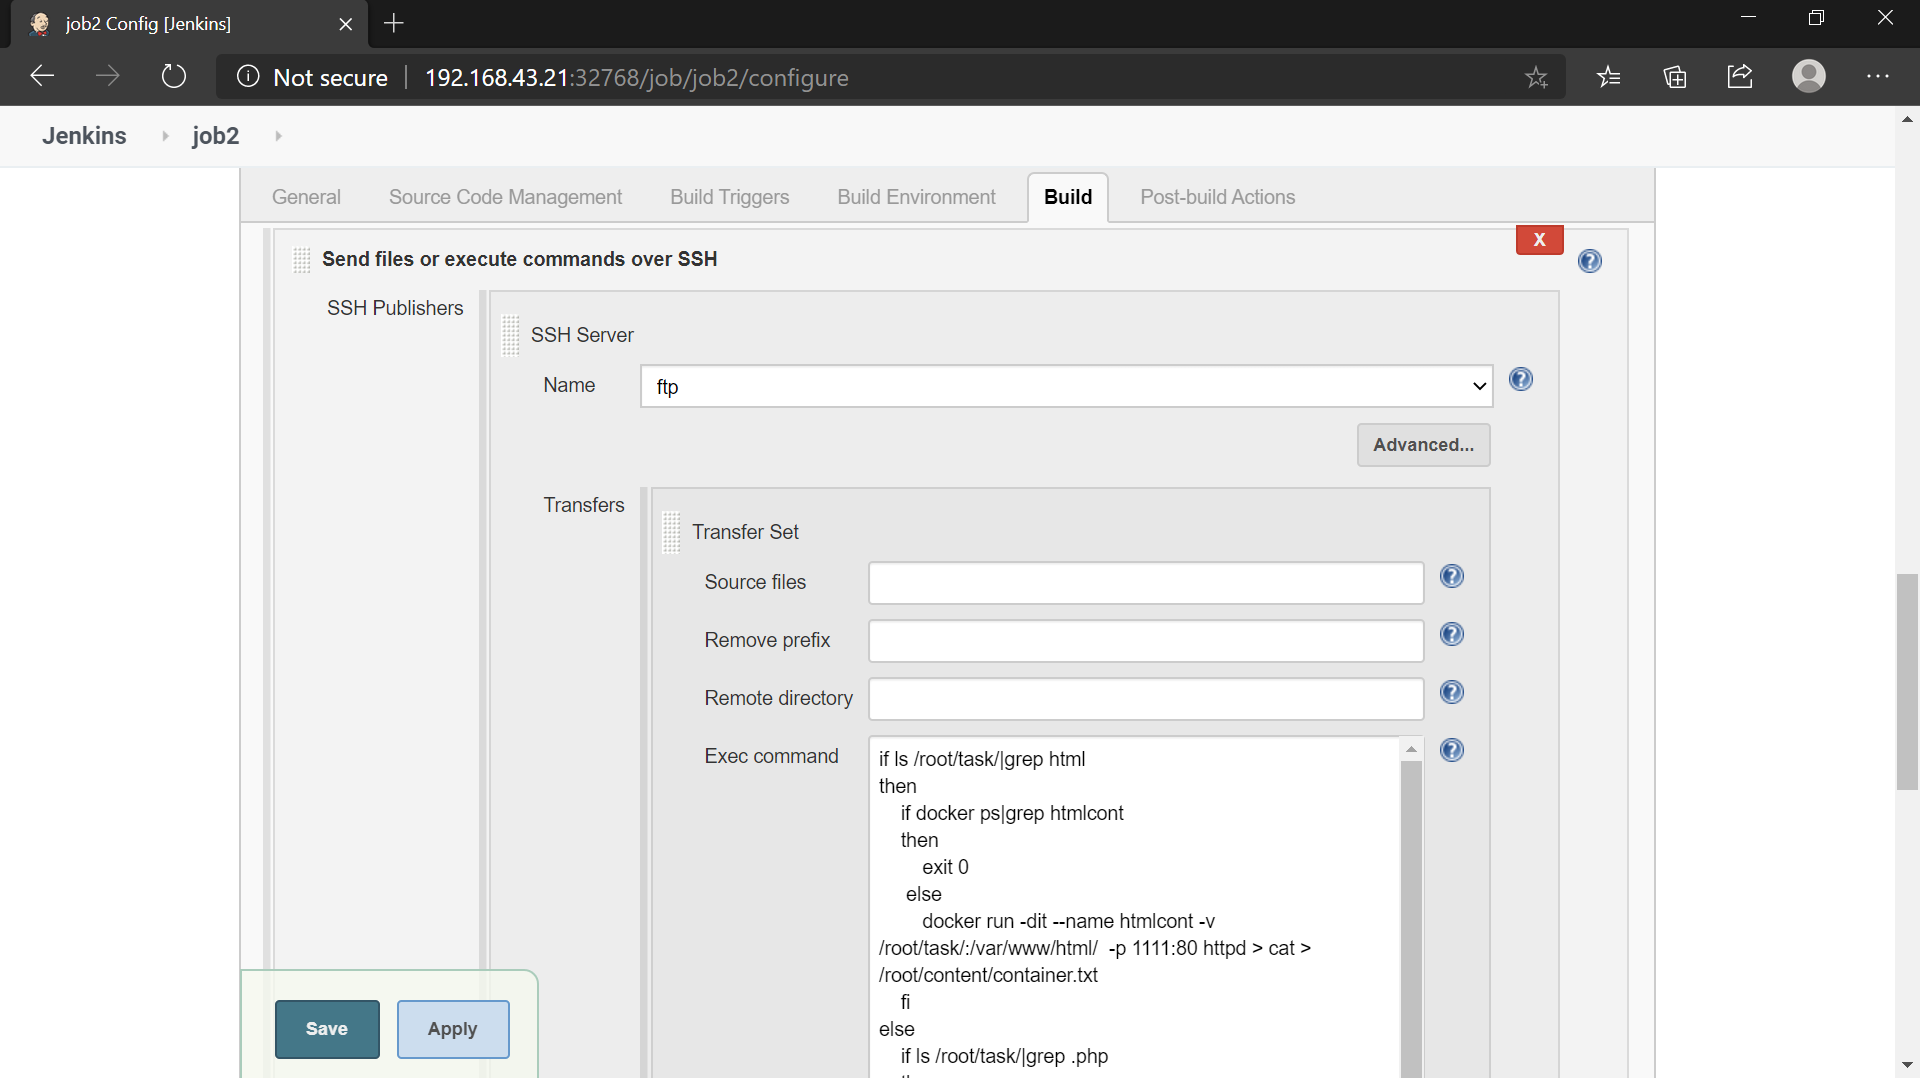 job2 Config [Jenkins]
Not secure 192.168.43.21:32768/job/job2/configure
Jenkins job2
General Source Code Management Build Triggers Build Environment Build Post-build Actions
X
Send files or execute commands over SSH
SSH Publishers
SSH Server
Name ftp
Advanced...
Transfers
Transfer Set
Source files
Remove prefix
Remote directory
Exec command
if ls /root/task/|grep html
then
if docker ps|grep htmlcont
then
exit 0
else
docker run -dit --name htmlcont -v
/root/task/:/var/www/html/ -p 1111:80 httpd > cat >
/root/content/container.txt
fi
else
if ls /root/task/|grep .php
Save Apply